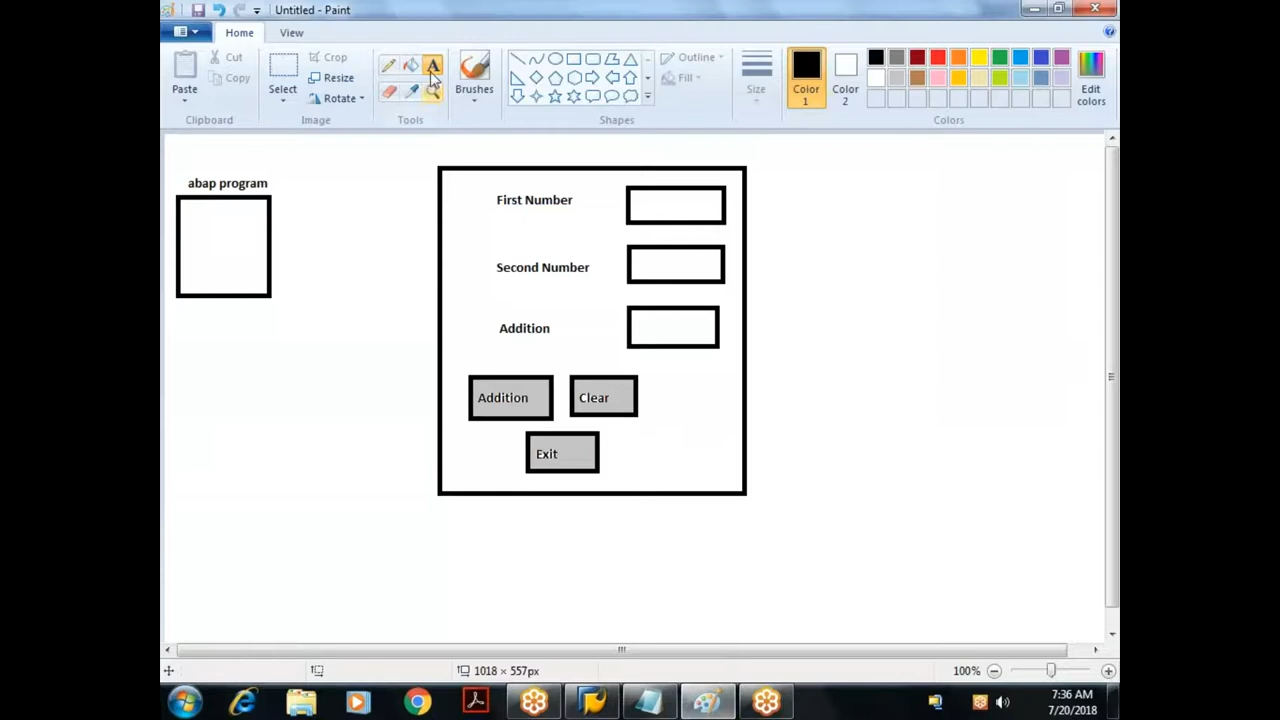 Untitled - Paint
Home View
Paste
Cut
Copy
Clipboard
Select
Crop
Resize
Rotate
Image
A
Tools
Brushes
Shapes
Outline
Fill
Size
Color 1
Color 2
Edit colors
Colors
abap program
First Number
Second Number
Addition
Addition Clear
Exit
1018 × 557px 100%
7:36 AM
7/20/2018